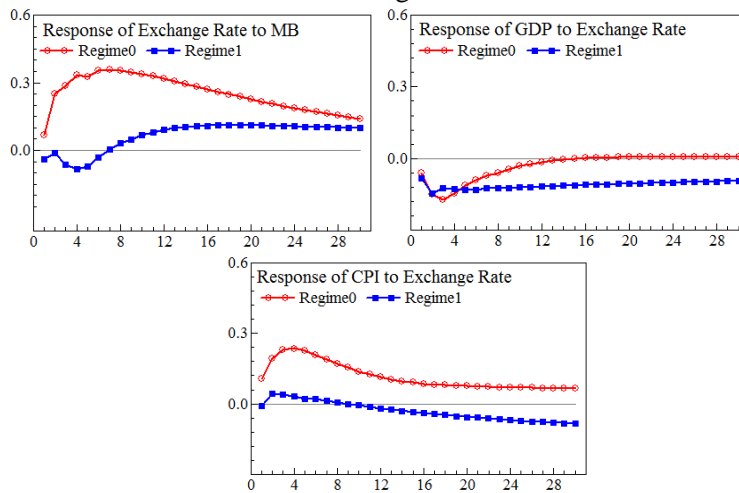 Response of Exchange Rate to MB
Regime0 Regime1
0.6
0.3
0.0
0 4 8 12 16 20 24 28
Response of GDP to Exchange Rate
Regime0 Regime1
0.6
0.3
0.0
0 4 8 12 16 20 24 28
Response of CPI to Exchange Rate
Regime0 Regime1
0.6
0.3
0.0
0 4 8 12 16 20 24 28